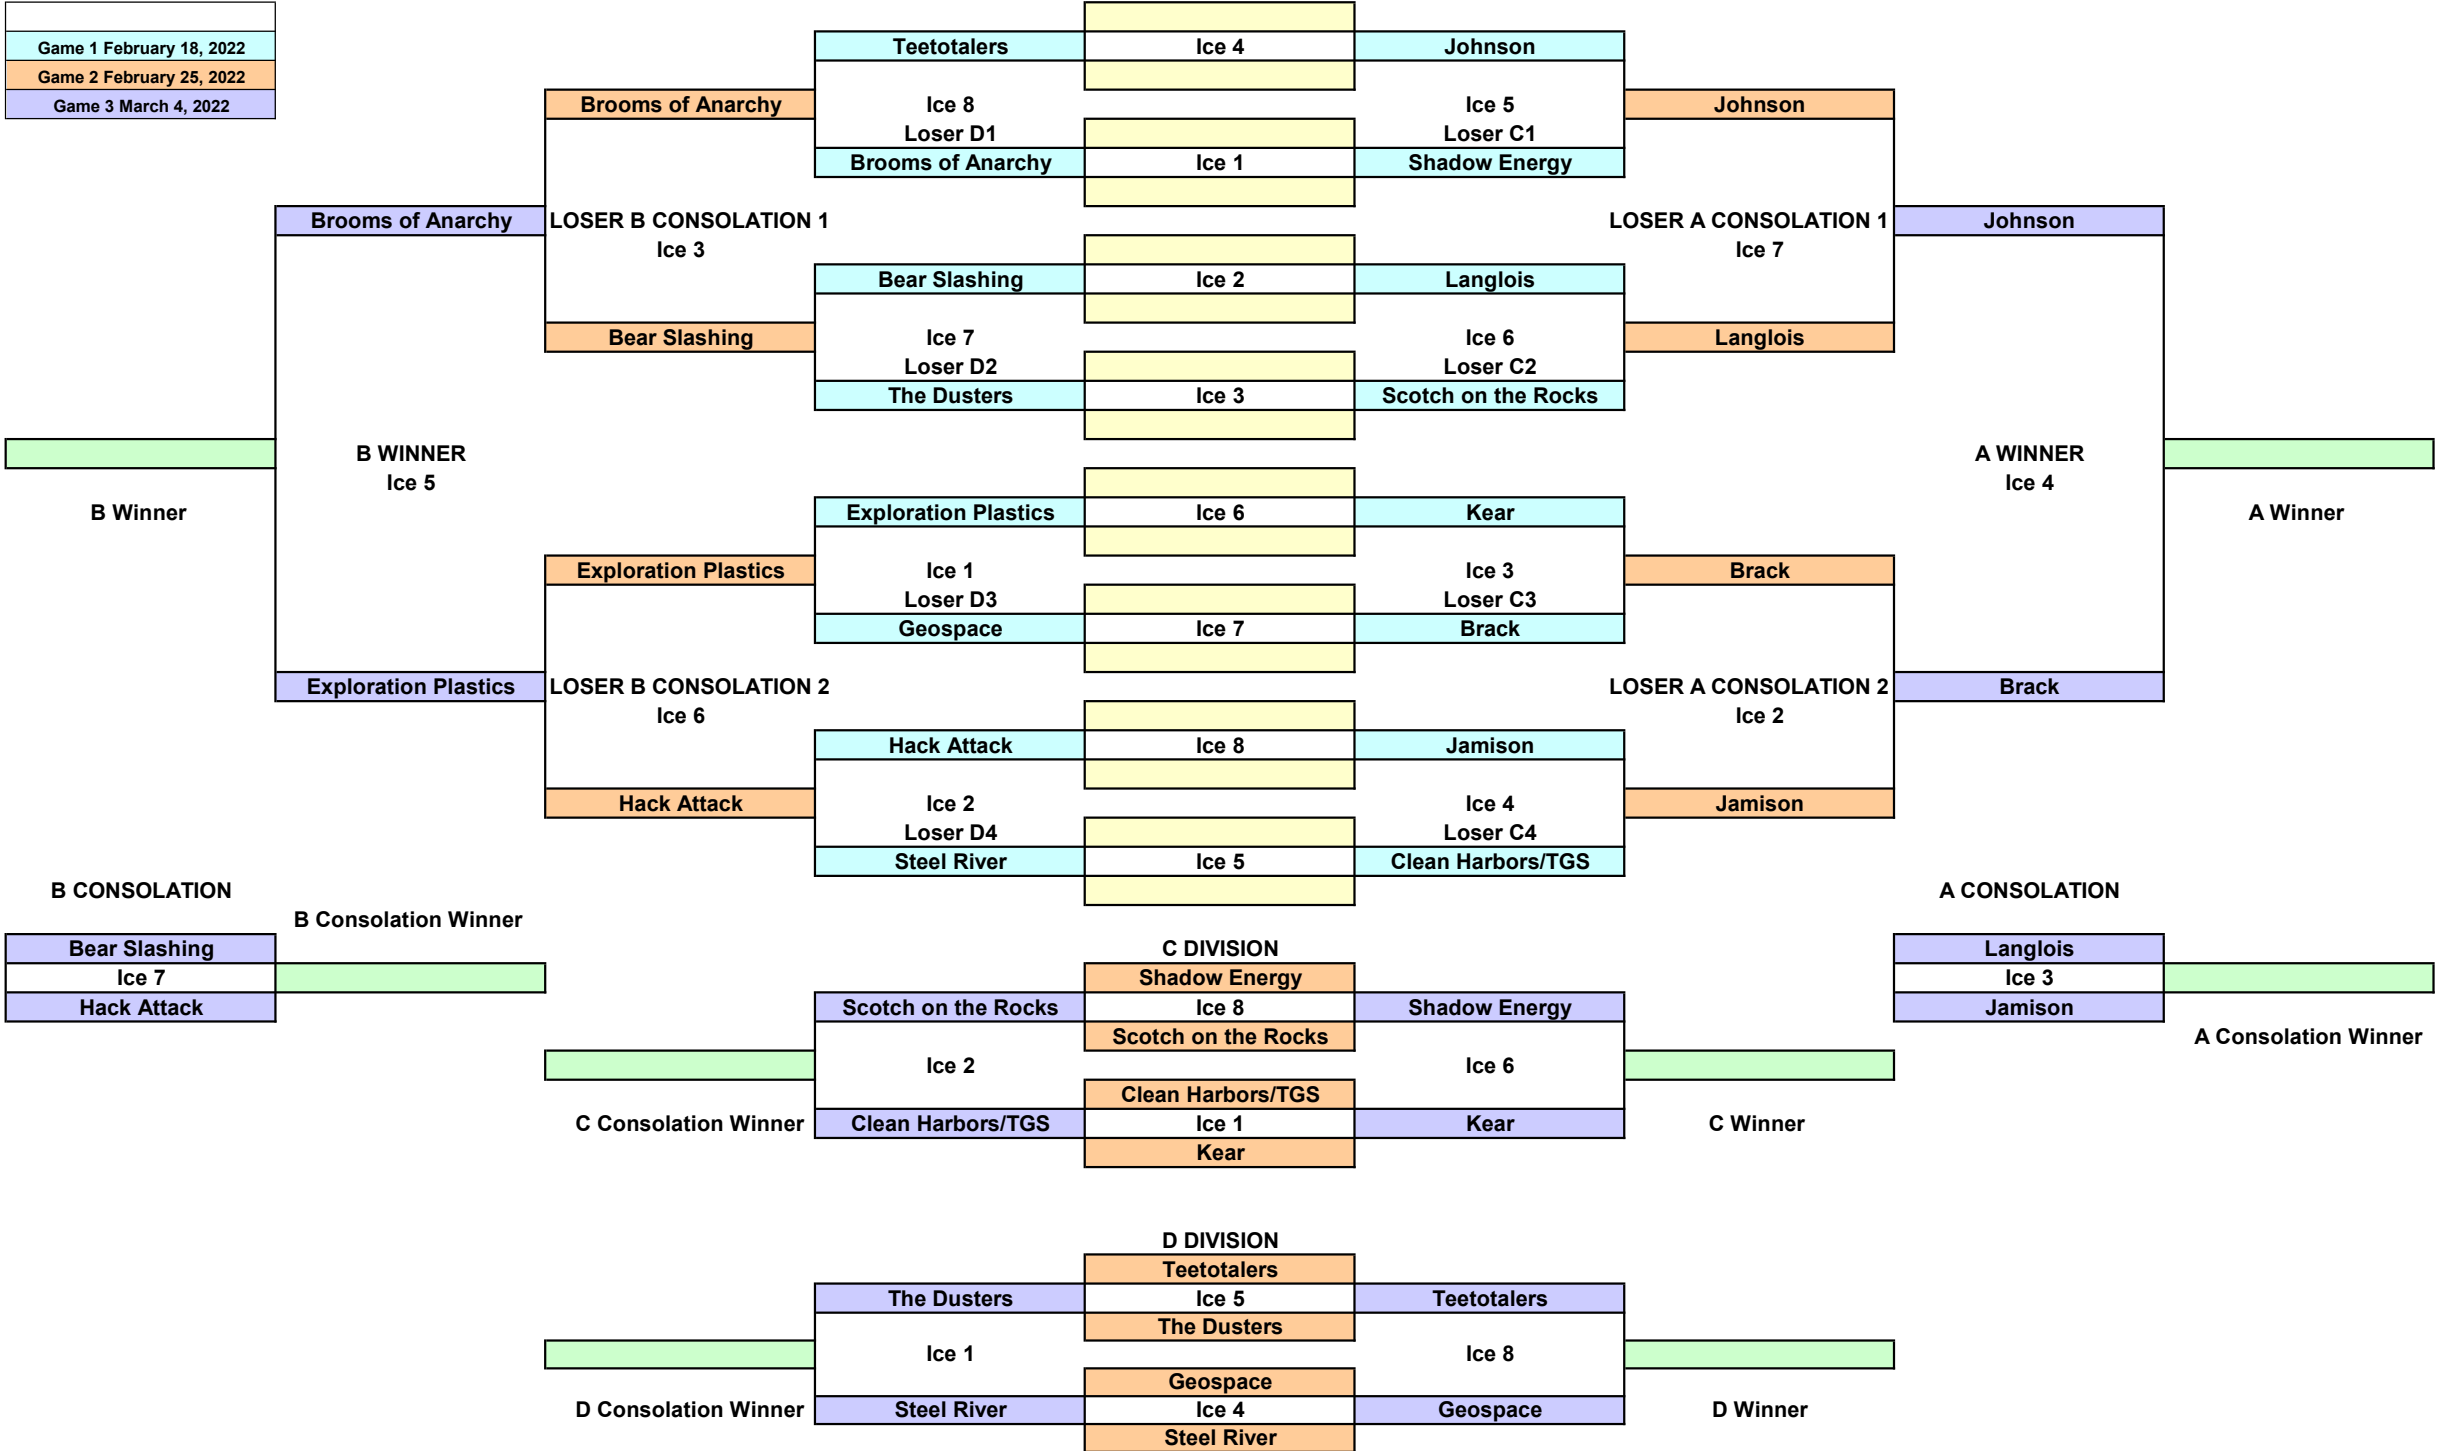 Game 1 February 18, 2022
Game 2 February 25, 2022
Game 3 March 4, 2022
Teetotalers Ice 4 Johnson
Brooms of Anarchy Ice 8 Ice 5 Johnson
Loser D1 Loser C1
Brooms of Anarchy Ice 1 Shadow Energy
Brooms of Anarchy LOSER B CONSOLATION 1 LOSER A CONSOLATION 1 Johnson
Ice 3 Ice 7
Bear Slashing Ice 2 Langlois
Bear Slashing Ice 7 Ice 6 Langlois
Loser D2 Loser C2
The Dusters Ice 3 Scotch on the Rocks
B WINNER A WINNER
Ice 5 Ice 4
B Winner Exploration Plastics Ice 6 Kear A Winner
Exploration Plastics Ice 1 Ice 3 Brack
Loser D3 Loser C3
Geospace Ice 7 Brack
Exploration Plastics LOSER B CONSOLATION 2 LOSER A CONSOLATION 2 Brack
Ice 6 Ice 2
Hack Attack Ice 8 Jamison
Hack Attack Ice 2 Ice 4 Jamison
Loser D4 Loser C4
Steel River Ice 5 Clean Harbors/TGS
B CONSOLATION A CONSOLATION
B Consolation Winner
Bear Slashing C DIVISION Langlois
Ice 7 Shadow Energy Ice 3
Hack Attack Scotch on the Rocks Ice 8 Shadow Energy Jamison
Scotch on the Rocks A Consolation Winner
Ice 2 Ice 6
Clean Harbors/TGS
C Consolation Winner Clean Harbors/TGS Ice 1 Kear C Winner
Kear
D DIVISION
Teetotalers
The Dusters Ice 5 Teetotalers
The Dusters
Ice 1 Ice 8
Geospace
D Consolation Winner Steel River Ice 4 Geospace D Winner
Steel River